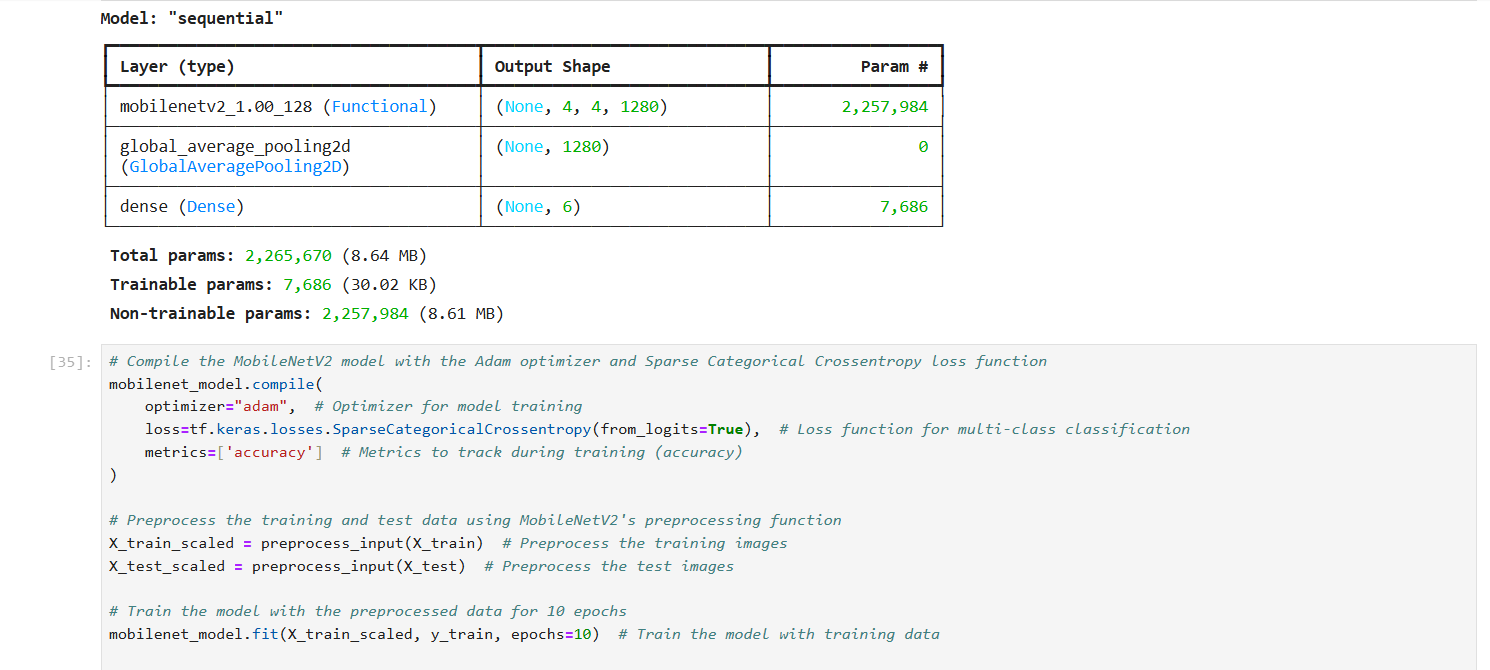 Model: "sequential"
Layer (type) Output Shape Param #
mobilenetv2_1.00_128 (Functional) (None, 4, 4, 1280) 2,257,984
global_average_pooling2d (None, 1280) 0
(GlobalAveragePooling2D)
dense (Dense) (None, 6) 7,686
Total params: 2,265,670 (8.64 MB)
Trainable params: 7,686 (30.02 KB)
Non-trainable params: 2,257,984 (8.61 MB)
[35]: # Compile the MobileNetV2 model with the Adam optimizer and Sparse Categorical Crossentropy loss function
mobilenet_model.compile(
    optimizer="adam",  # Optimizer for model training
    loss=tf.keras.losses.SparseCategoricalCrossentropy(from_logits=True),  # Loss function for multi-class classification
    metrics=['accuracy']  # Metrics to track during training (accuracy)
)
# Preprocess the training and test data using MobileNetV2's preprocessing function
X_train_scaled = preprocess_input(X_train)  # Preprocess the training images
X_test_scaled = preprocess_input(X_test)  # Preprocess the test images
# Train the model with the preprocessed data for 10 epochs
mobilenet_model.fit(X_train_scaled, y_train, epochs=10)  # Train the model with training data